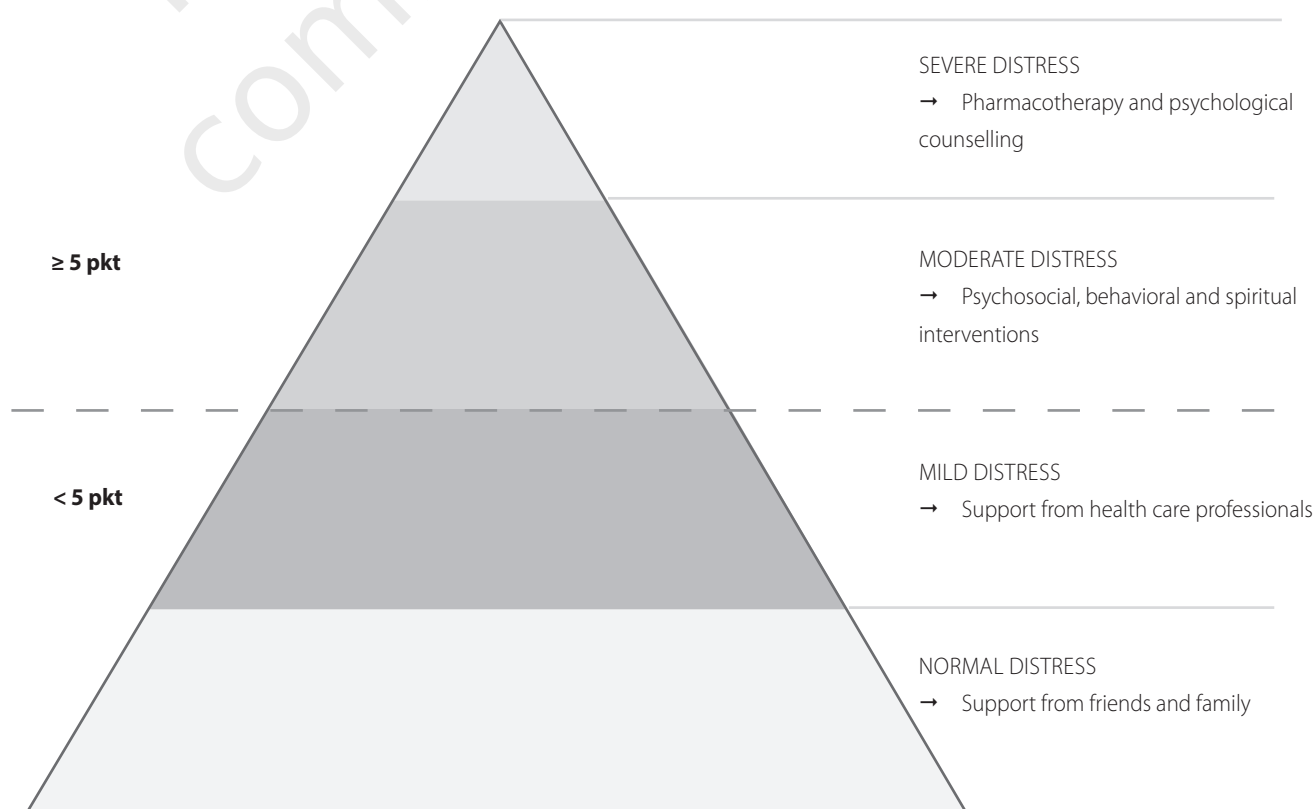 SEVERE DISTRESS
→ Pharmacotherapy and psychological
counselling
≥ 5 pkt
MODERATE DISTRESS
→ Psychosocial, behavioral and spiritual
interventions
MILD DISTRESS
< 5 pkt
→ Support from health care professionals
NORMAL DISTRESS
→ Support from friends and family